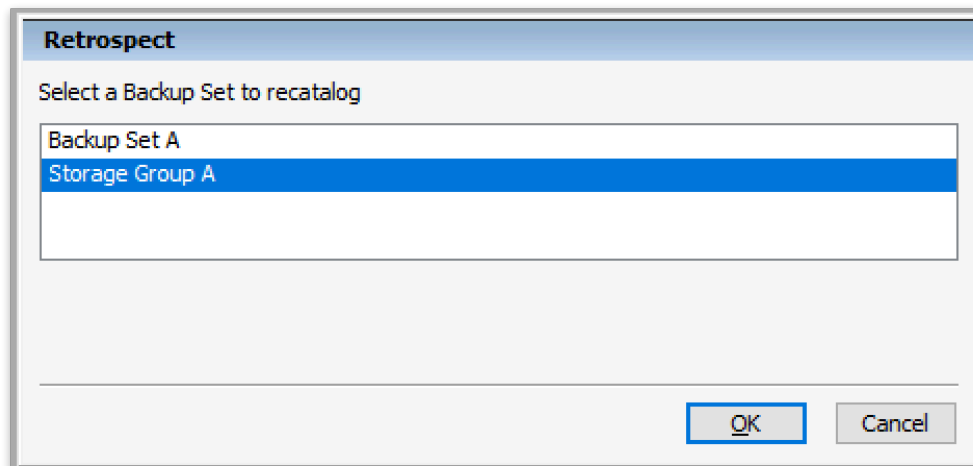 Retrospect
Select a Backup Set to recatalog
Backup Set A
Storage Group A
OK Cancel